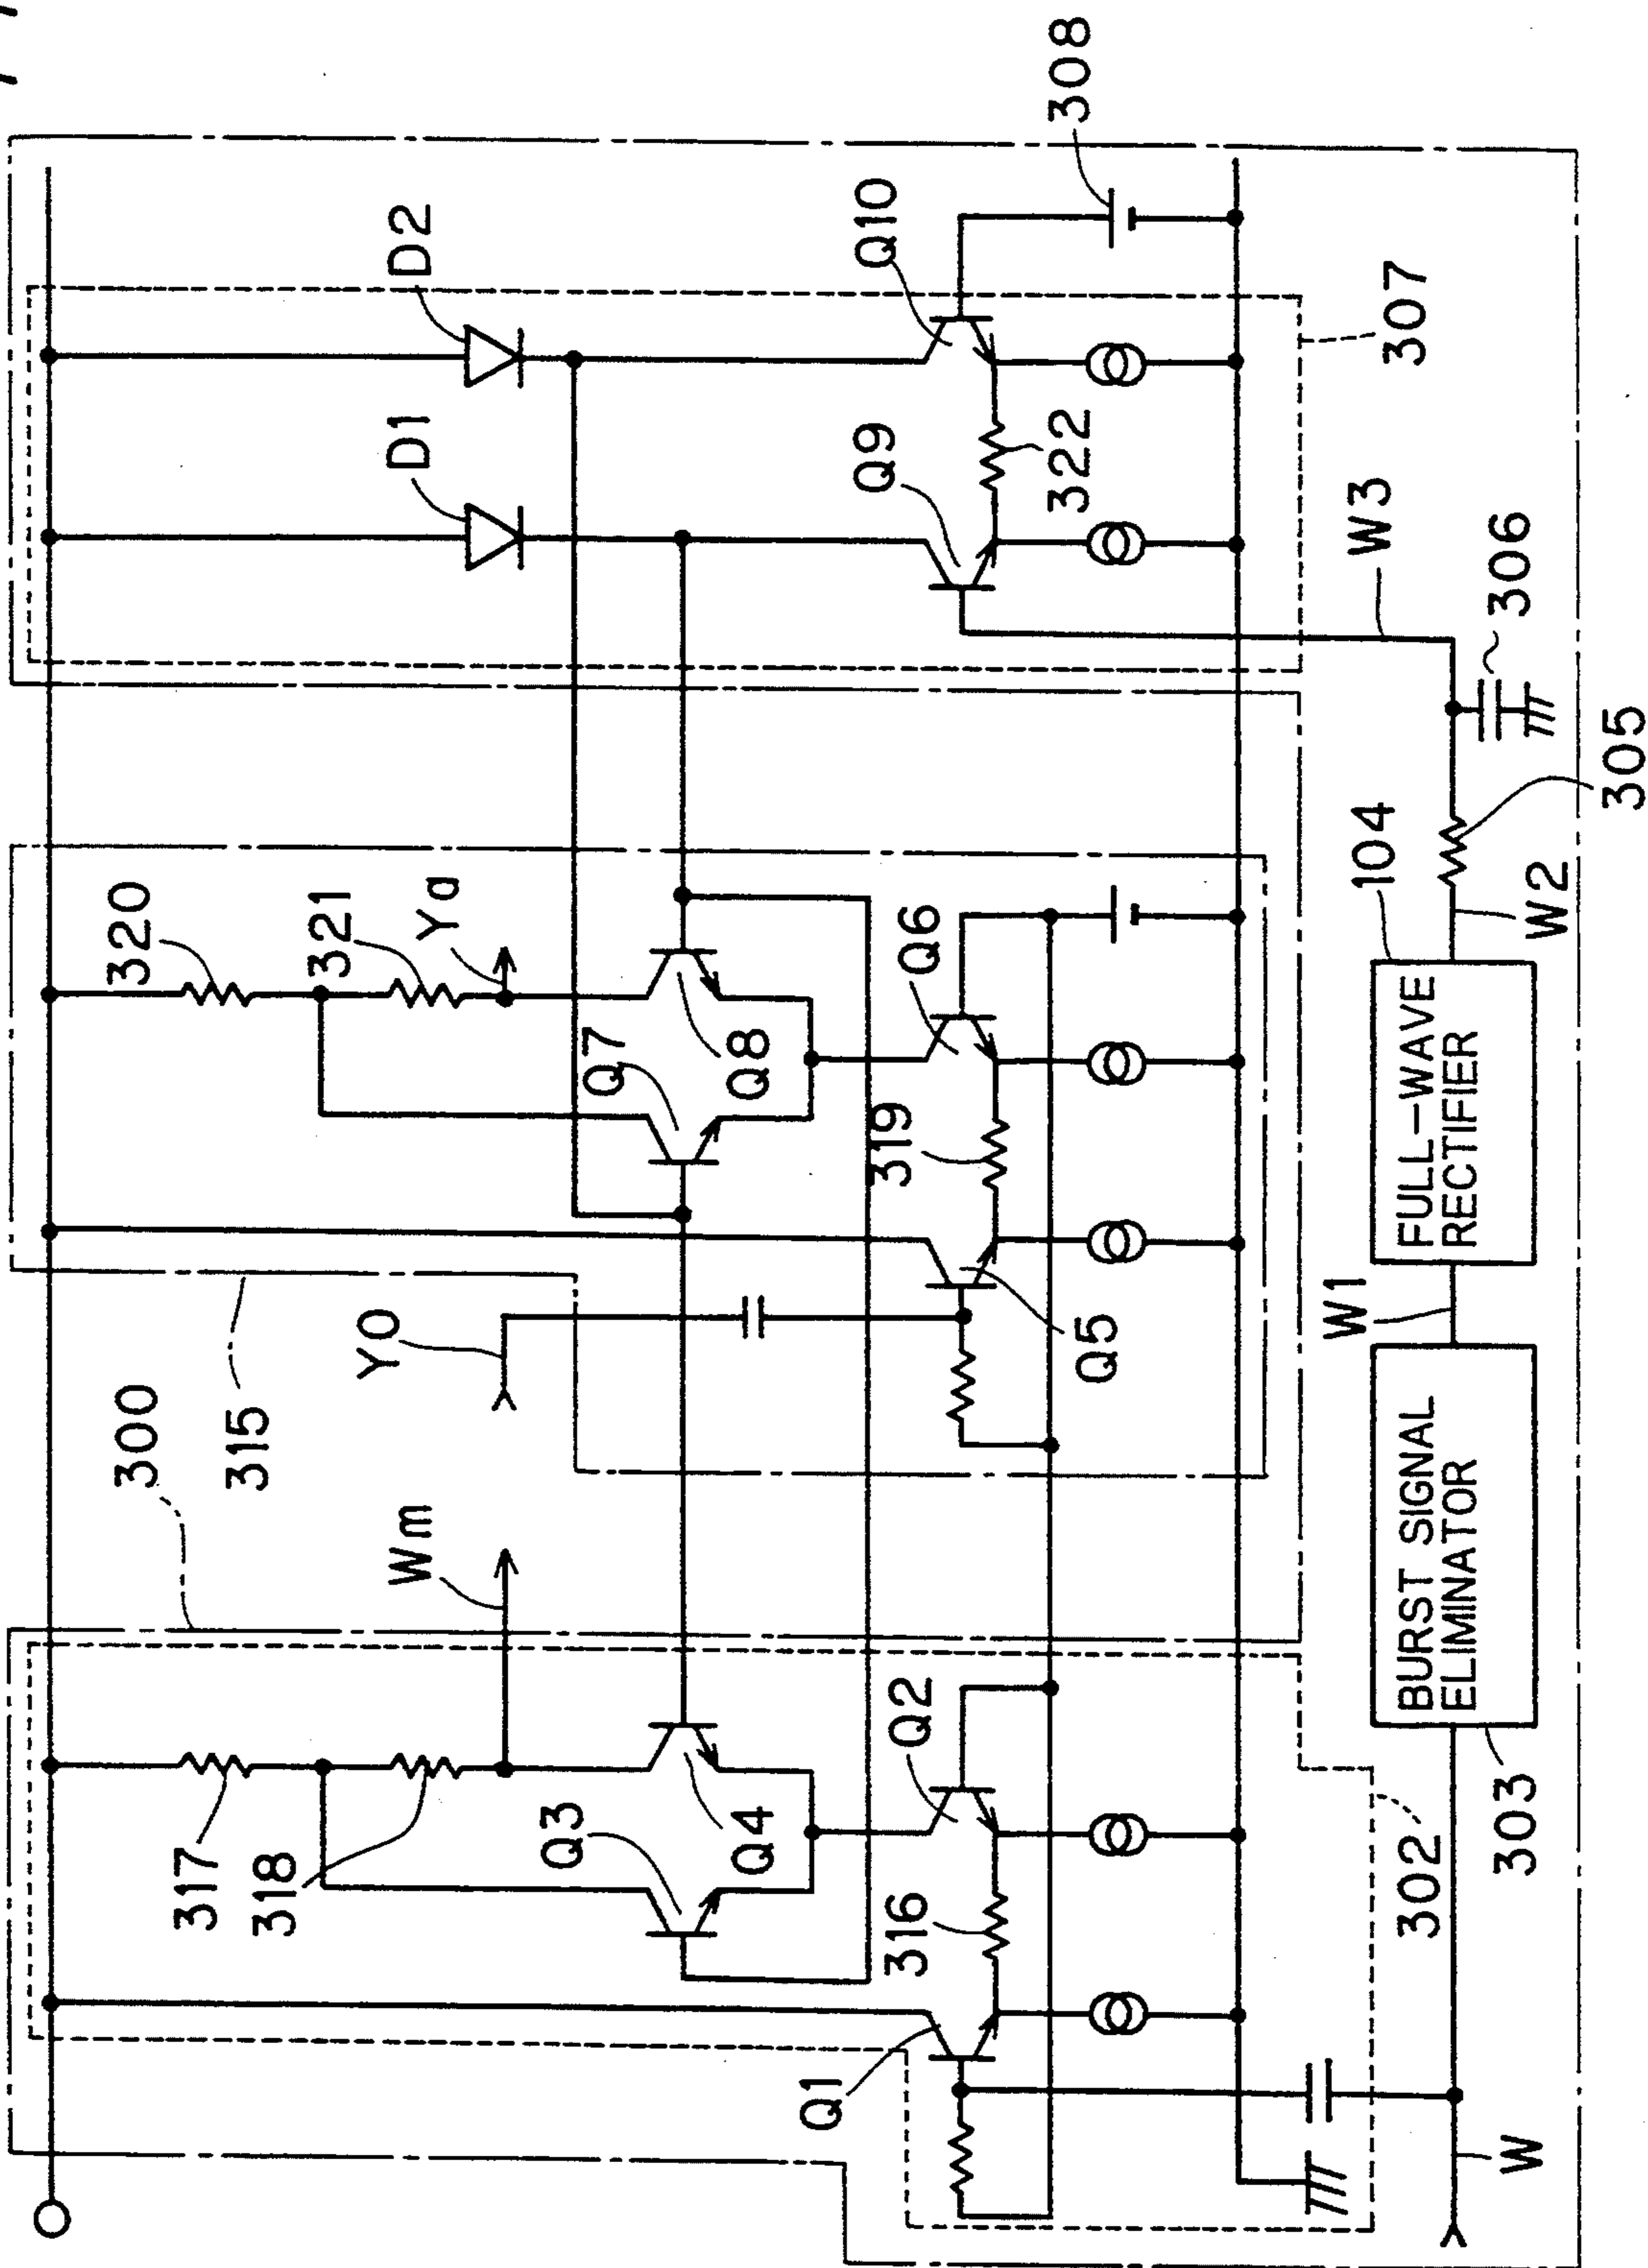 300
320
317
315
318
321
Y0
Wm
D1
D2
Ya
Q3
Q7
Q4
Q8
Q1
Q9
Q10
319
316
Q2
Q6
322
308
Q5
W1
104
W3
307
302
BURST SIGNAL
ELIMINATOR
FULL-WAVE
RECTIFIER
306
303
W
W2
305